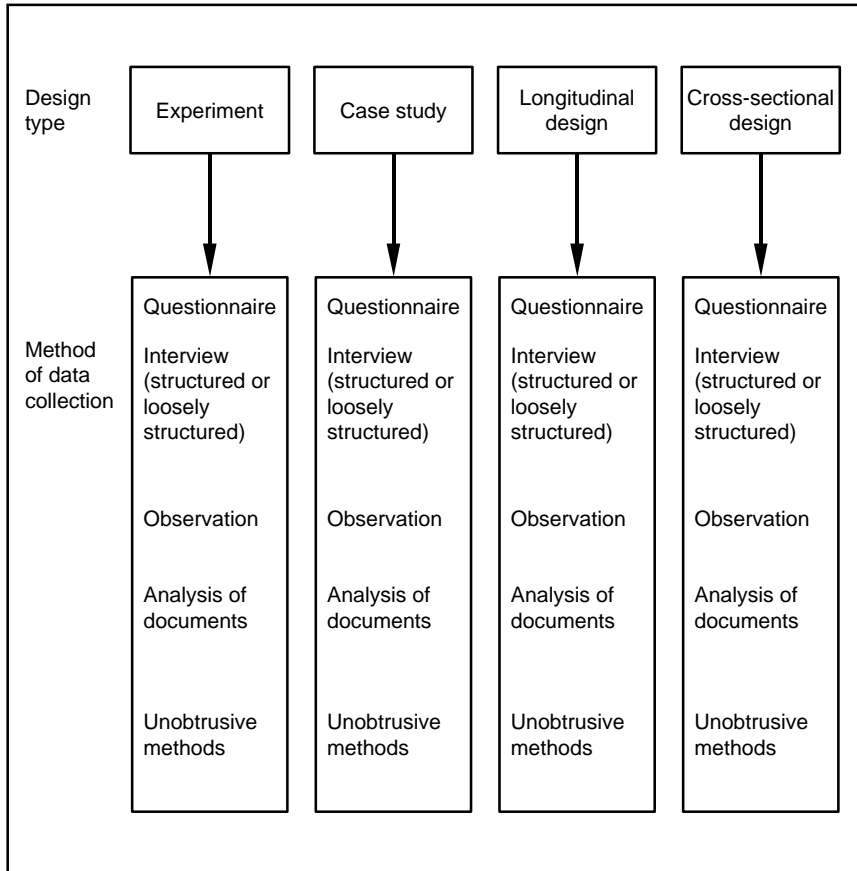 Design
type
Experiment
Case study
Longitudinal
design
Cross-sectional
design
Method
of data
collection
Questionnaire
Interview
(structured or
loosely
structured)
Observation
Analysis of
documents
Unobtrusive
methods
Questionnaire
Interview
(structured or
loosely
structured)
Observation
Analysis of
documents
Unobtrusive
methods
Questionnaire
Interview
(structured or
loosely
structured)
Observation
Analysis of
documents
Unobtrusive
methods
Questionnaire
Interview
(structured or
loosely
structured)
Observation
Analysis of
documents
Unobtrusive
methods